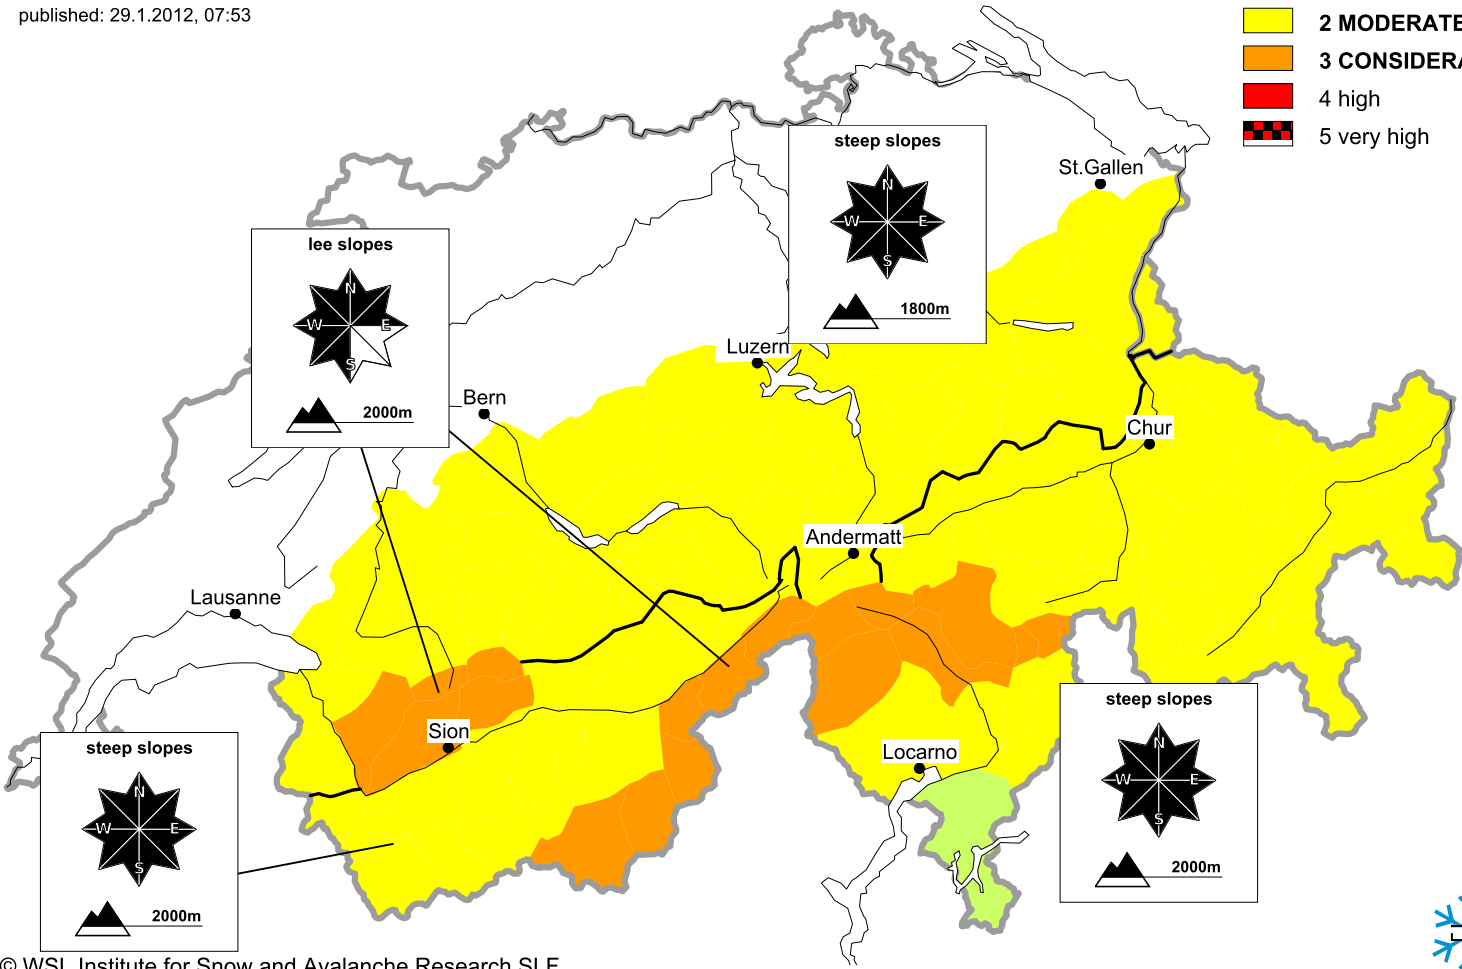 published: 29.1.2012, 07:53
2 MODERATE
3 CONSIDERA
4 high
5 very high
steep slopes
N
W E
S
1800m
St.Gallen
lee slopes
N
W E
S
2000m
Luzern
Bern
Chur
Andermatt
Lausanne
Sion
Locarno
steep slopes
N
W E
S
2000m
steep slopes
N
W E
S
2000m
© WSL Institute for Snow and Avalanche Research SLF